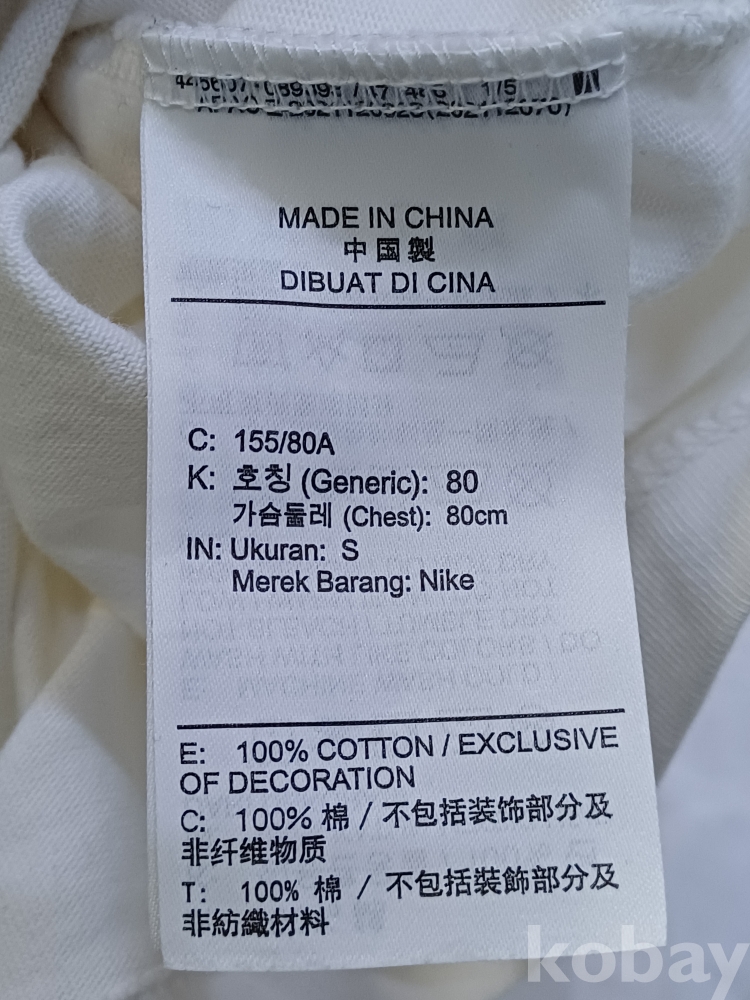 MADE IN CHINA
中国製
DIBUAT DI CINA
C: 155/80A
K: 호칭 (Generic): 80
가슴둘레 (Chest): 80cm
IN: Ukuran: S
Merek Barang: Nike
E: 100% COTTON / EXCLUSIVE
OF DECORATION
C: 100% 棉 / 不包括装饰部分及
非纤维物质
T: 100% 棉 / 不包括裝飾部分及
非紡織材料
kobay